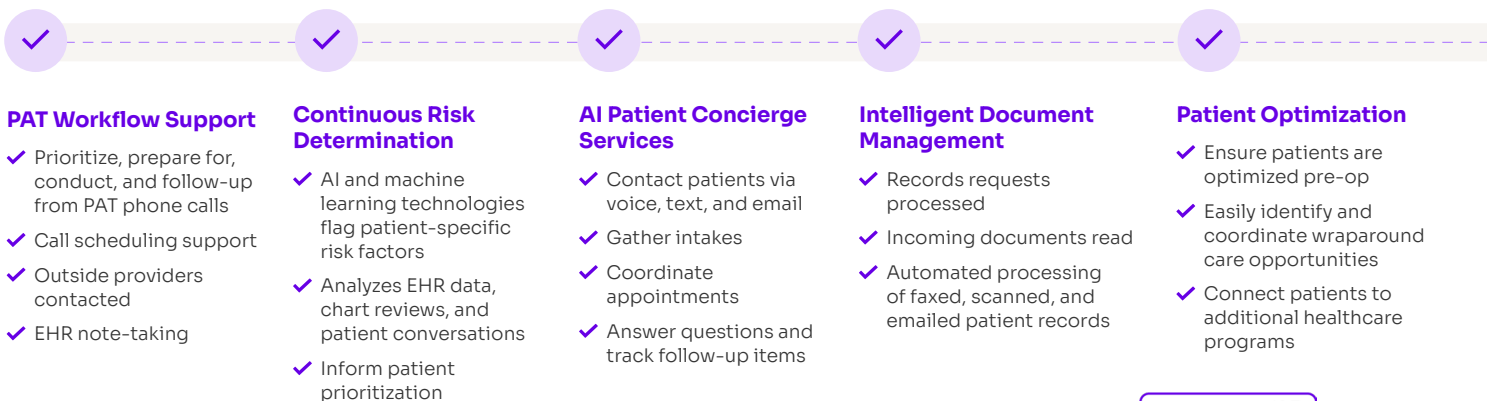 PAT Workflow Support
Prioritize, prepare for,
conduct, and follow-up
from PAT phone calls
Call scheduling support
Outside providers
contacted
EHR note-taking
Continuous Risk
Determination
AI and machine
learning technologies
flag patient-specific
risk factors
Analyzes EHR data,
chart reviews, and
patient conversations
Inform patient
prioritization
AI Patient Concierge
Services
Contact patients via
voice, text, and email
Gather intakes
Coordinate
appointments
Answer questions and
track follow-up items
Intelligent Document
Management
Records requests
processed
Incoming documents read
Automated processing
of faxed, scanned, and
emailed patient records
Patient Optimization
Ensure patients are
optimized pre-op
Easily identify and
coordinate wraparound
care opportunities
Connect patients to
additional healthcare
programs